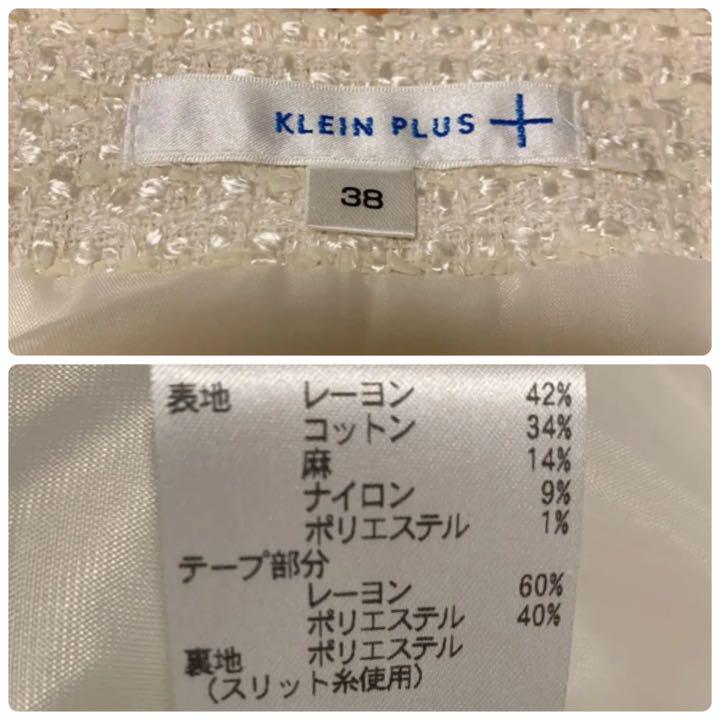 KLEIN PLUS
38
表地 レーヨン 42%
コットン 34%
麻 14%
ナイロン 9%
ポリエステル 1%
テープ部分
レーヨン 60%
ポリエステル 40%
裏地 ポリエステル
(スリット糸使用)